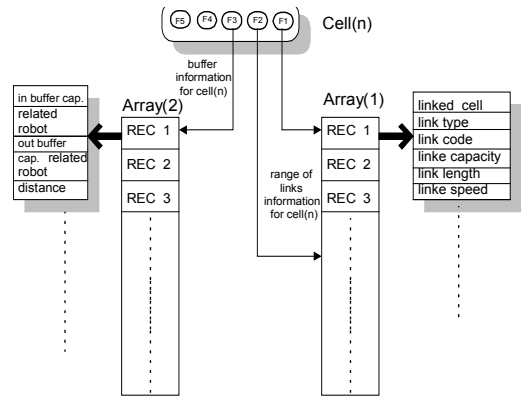 F5 F4 F3 F2 F1 Cell(n)
buffer
information
for cell(n)
in buffer cap.
related
robot
out buffer
cap. related
robot
distance
Array(2)
REC 1
REC 2
REC 3
range of
links
information
for cell(n)
Array(1)
REC 1
REC 2
REC 3
linked cell
link type
link code
linke capacity
link length
linke speed